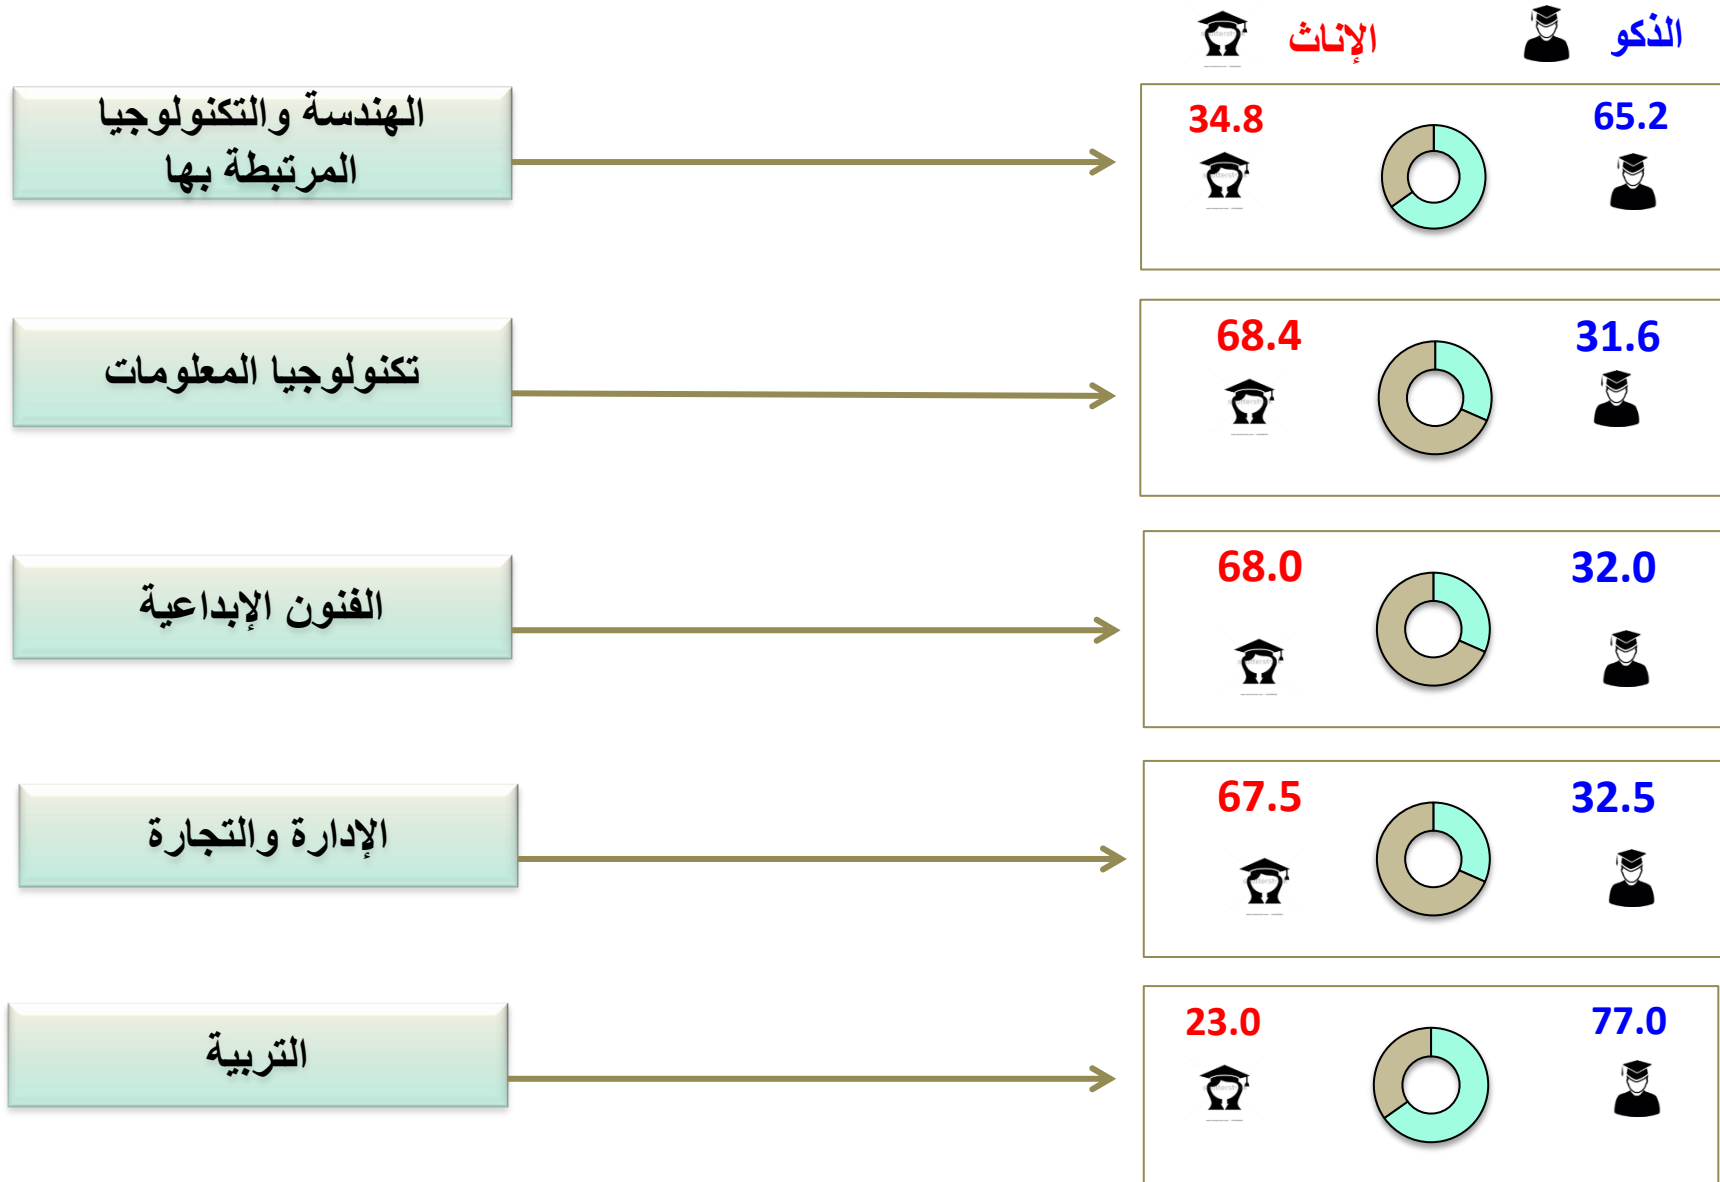 الذكو
الإناث
الهندسة والتكنولوجيا
المرتبطة بها
65.2
34.8
تكنولوجيا المعلومات
31.6
68.4
الفنون الإبداعية
32.0
68.0
الإدارة والتجارة
32.5
67.5
التربية
77.0
23.0